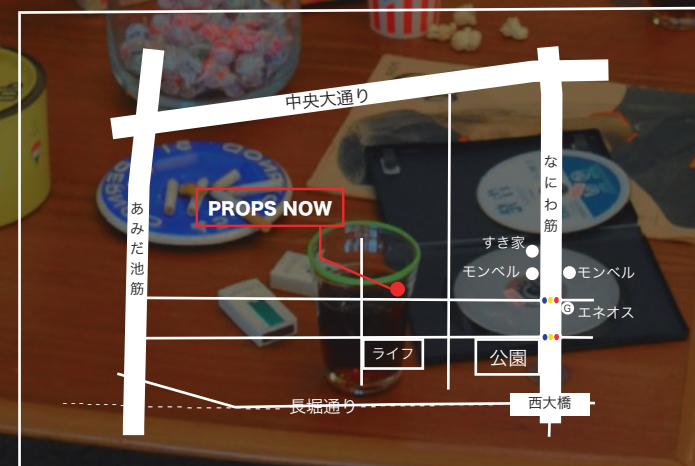 中央大通り
なにわ筋
あみだ池筋
PROPS NOW
すき家
モンベル
モンベル
G エネオス
ライフ
公園
長堀通り
西大橋